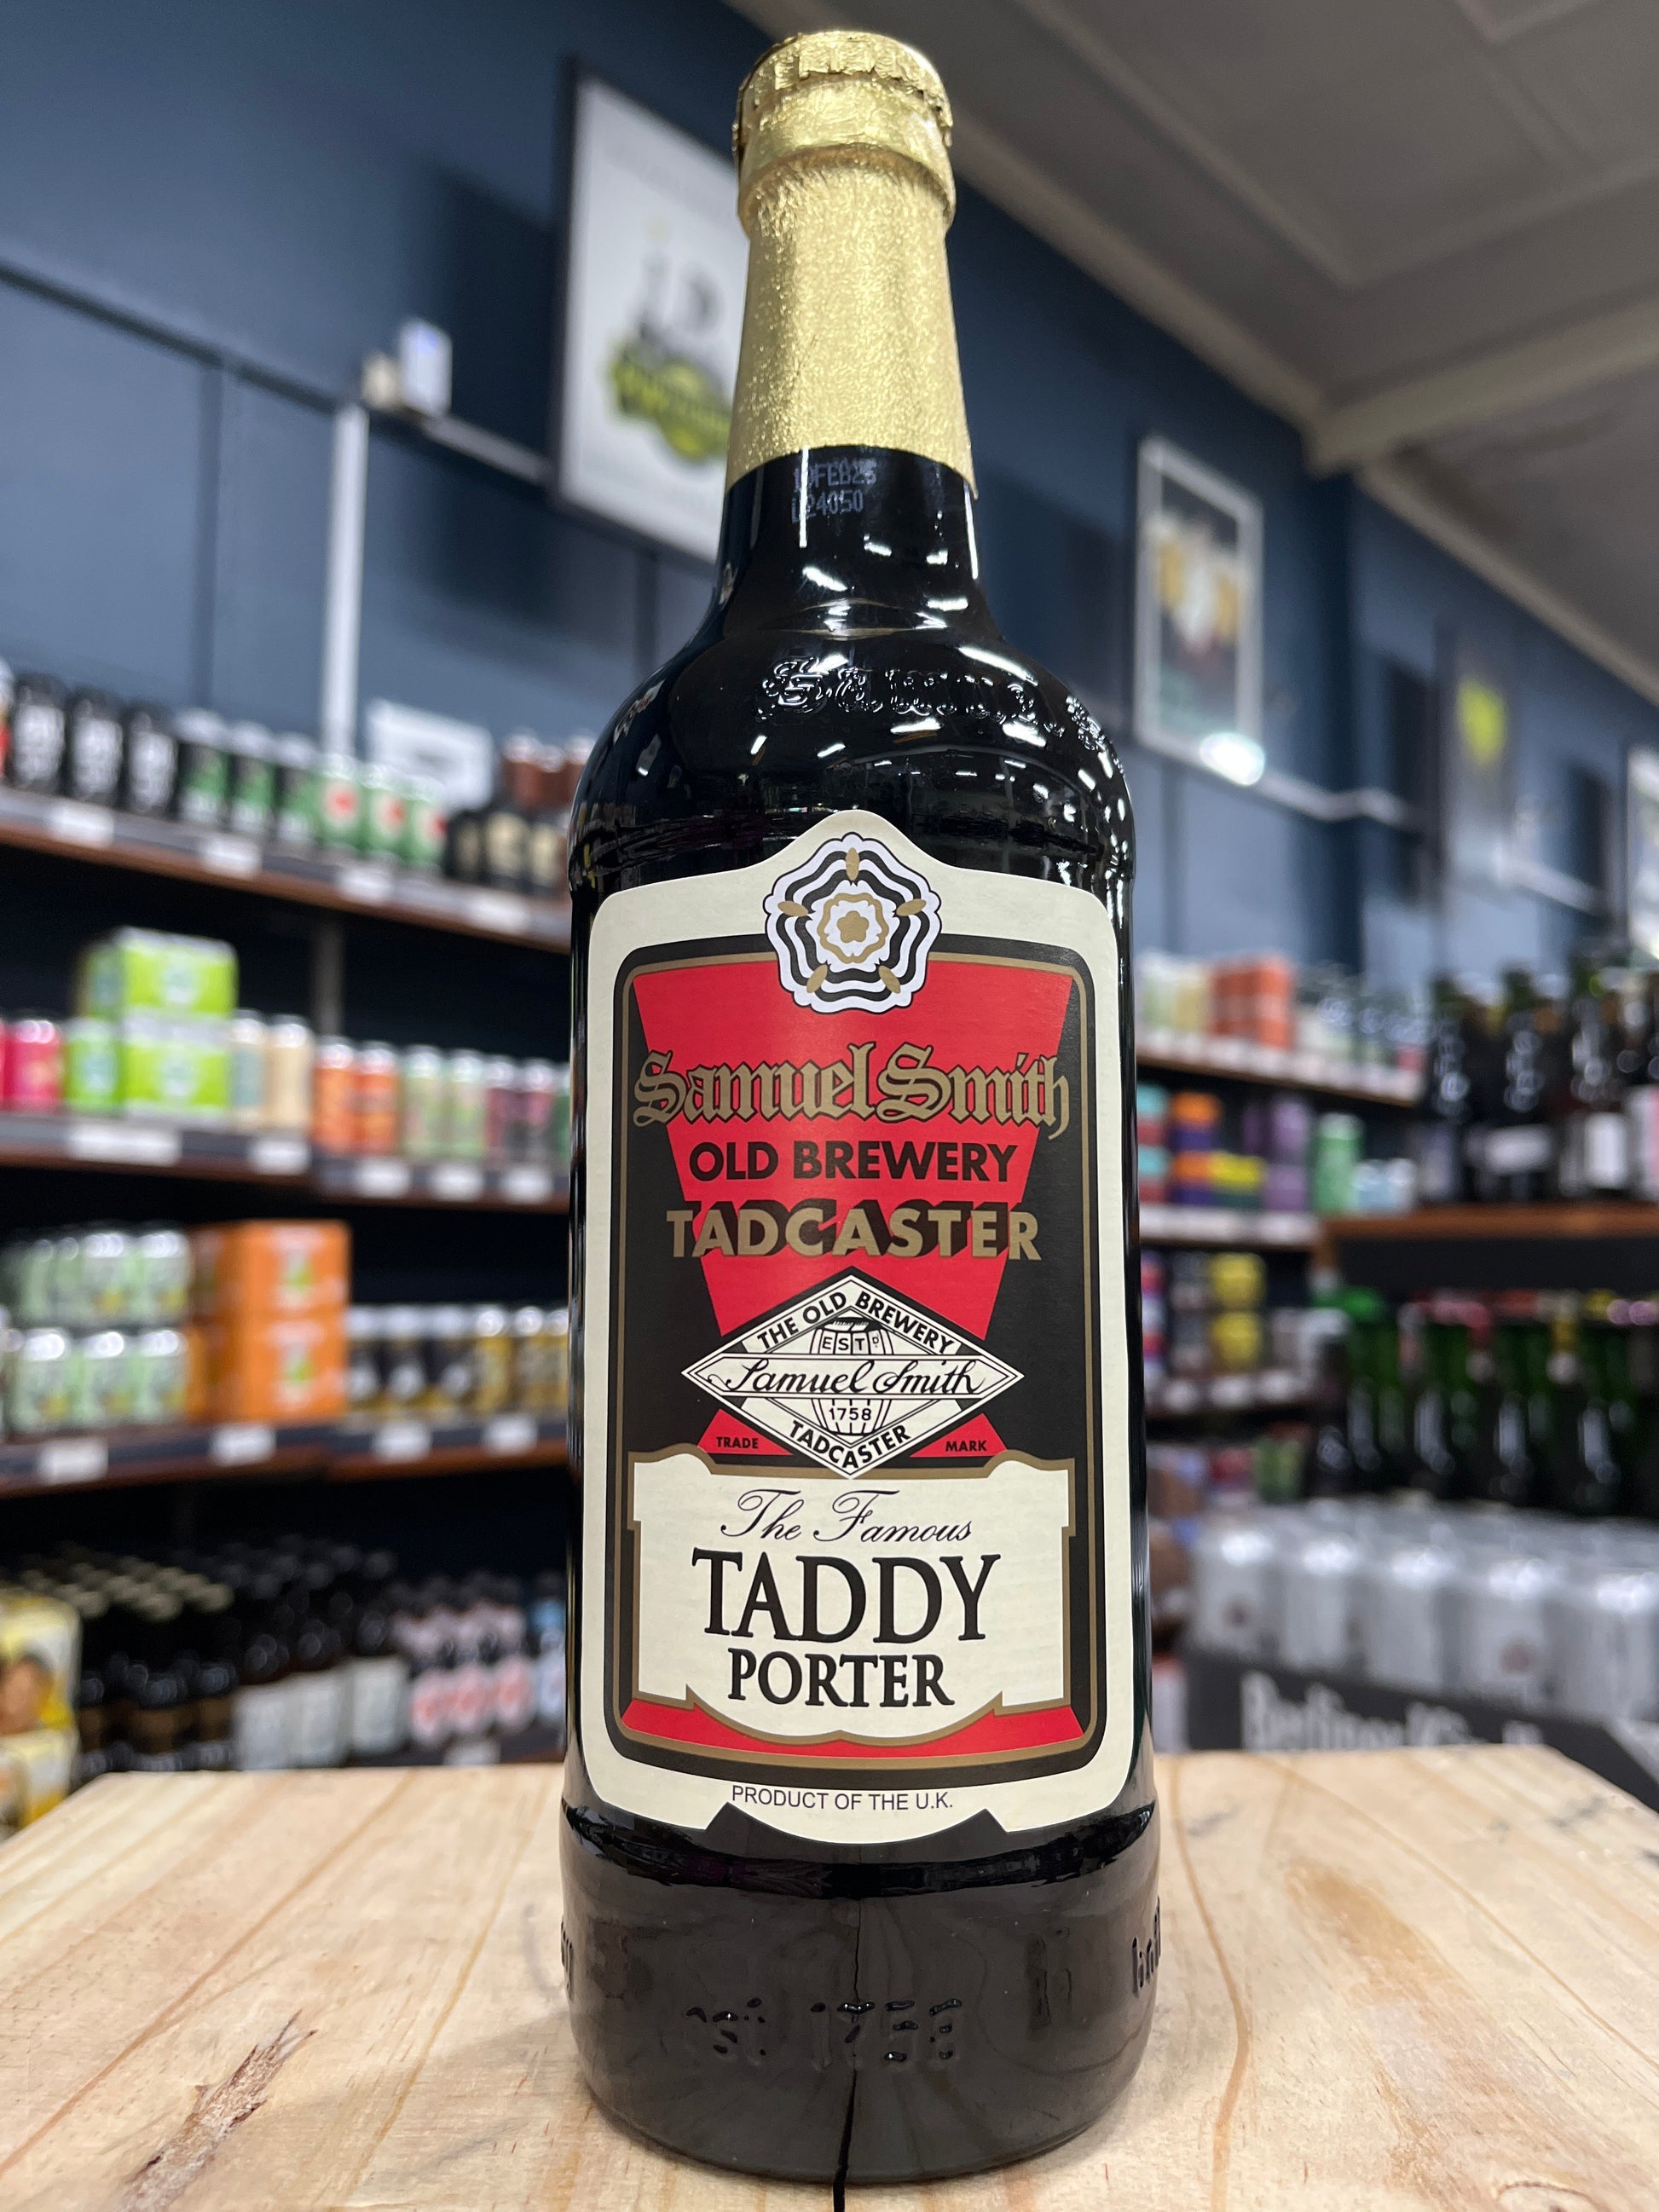 L24050
Samuel
Samuel Smith
OLD BREWERY
TADCASTER
THE OLD BREWERY
ESTD
Samuel Smith
1758
TADCASTER
TRADE MARK
The Famous
TADDY
PORTER
PRODUCT OF THE U.K.